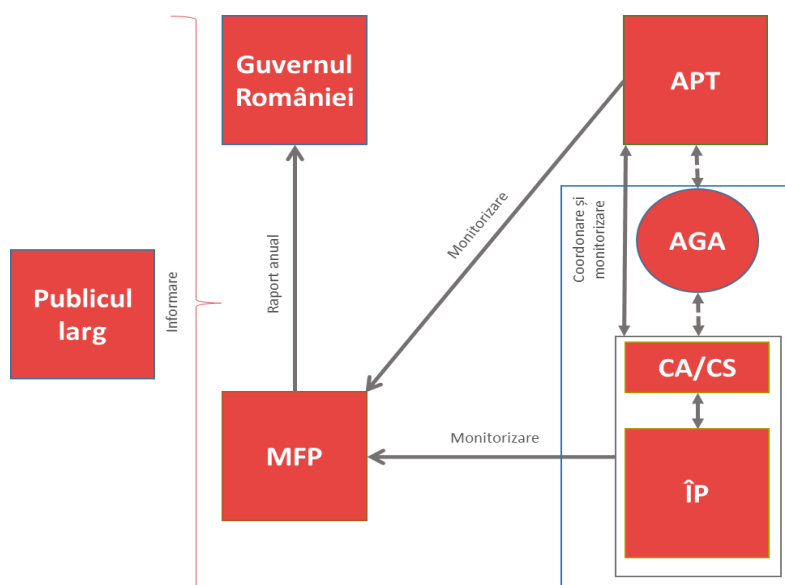 Guvernul
României
APT
Monitorizare
Coordonare și
monitorizare
AGA
Raport anual
Informare
Publicul
larg
CA/CS
MFP
Monitorizare
ÎP